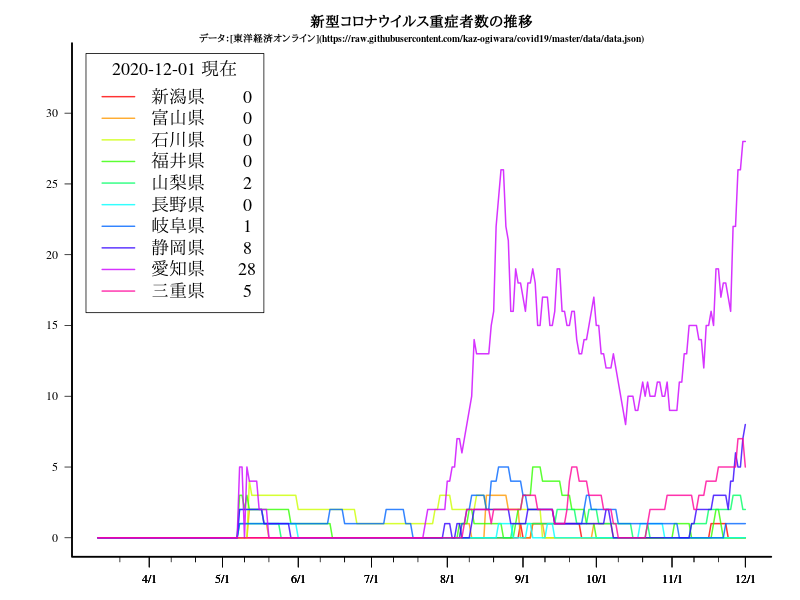 新型コロナウイルス重症者数の推移
データ:[東洋経済オンライン](https://raw.githubusercontent.com/kaz-ogiwara/covid19/master/data/data.json)
2020-12-01 現在
新潟県 0
富山県 0
石川県 0
福井県 0
山梨県 2
長野県 0
岐阜県 1
静岡県 8
愛知県 28
三重県 5
30
25
20
15
10
5
0
4/1 5/1 6/1 7/1 8/1 9/1 10/1 11/1 12/1